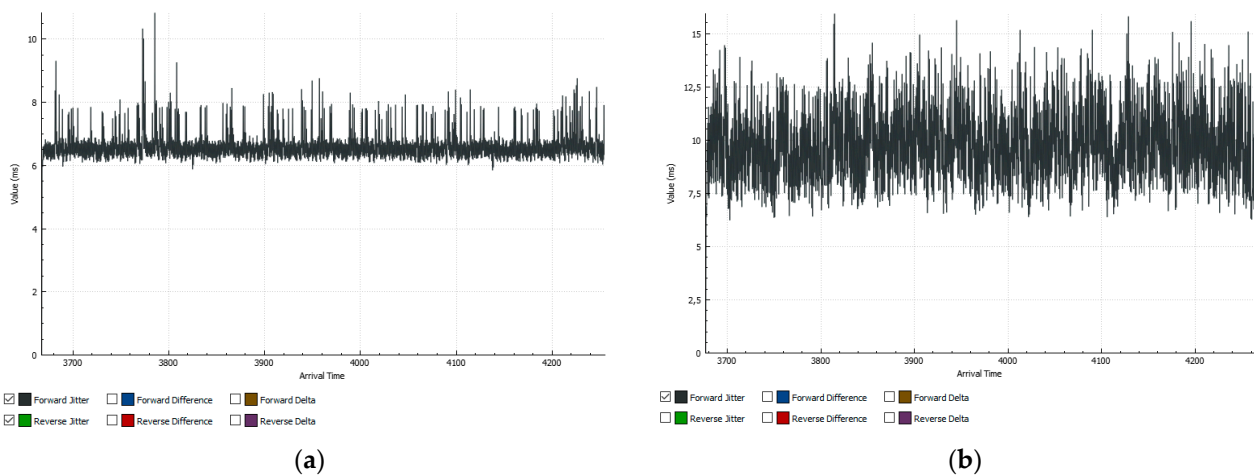 10
8
6
4
2
0
Value (ms)
3700 3800 3900 4000 4100 4200
Arrival Time
Forward Jitter Forward Difference Forward Delta
Reverse Jitter Reverse Difference Reverse Delta
(a)
15
12,5
10
7,5
5
2,5
0
Value (ms)
3700 3800 3900 4000 4100 4200
Arrival Time
Forward Jitter Forward Difference Forward Delta
Reverse Jitter Reverse Difference Reverse Delta
(b)